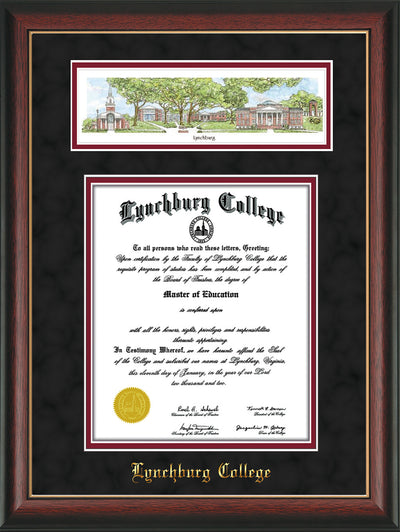 Lynchburg
Lynchburg College
To all persons who read these letters, Greeting:
Upon certification by the Faculty of Lynchburg College that the
requisite program of studies has been completed, and by action of
the Board of Trustees, the degree of
Master of Education
is conferred upon
with all the honors, rights, privileges and responsibilities
thereunto appertaining.
In Testimony Whereof, we have hereunto affixed the Seal
of the College and subscribed our names at Lynchburg, Virginia,
this eleventh day of January, in the year of our Lord
two thousand and two.
Chairman of the Board of Trustees
President of the College
Secretary of the Board of Trustees
Dean of the College
Lynchburg College